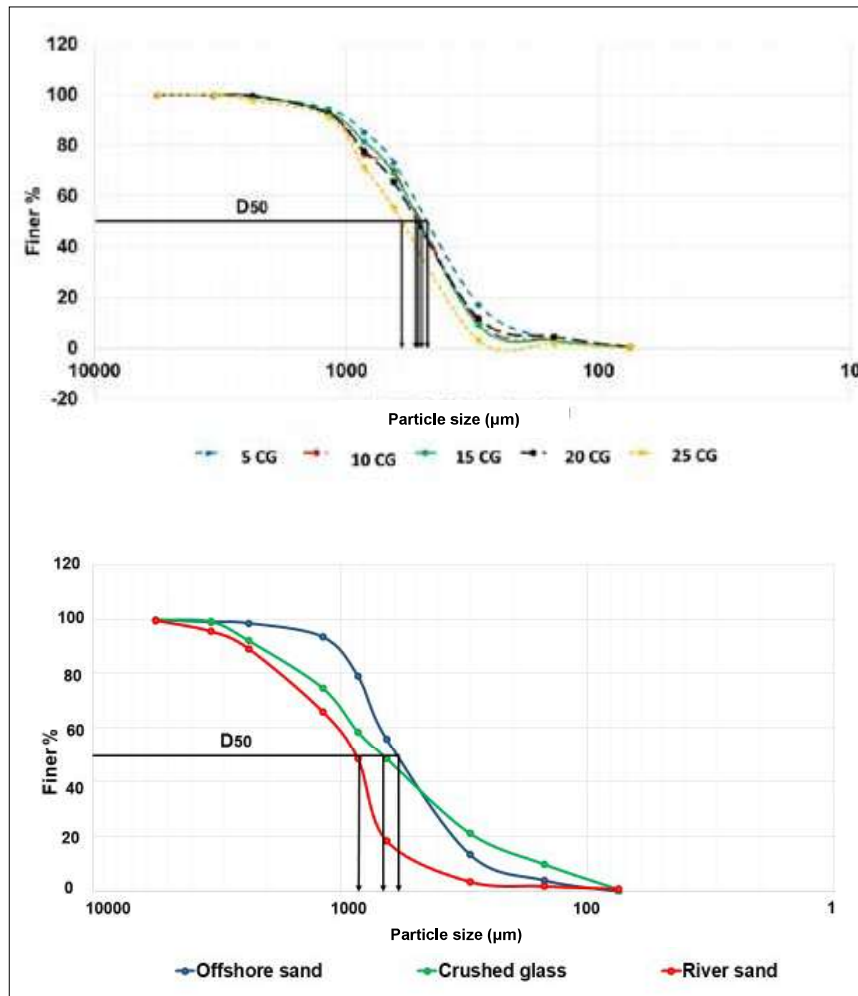 120
100
80
60
40
20
0
-20
Finer %
D50
10000 1000 100 10
Particle size (µm)
5 CG 10 CG 15 CG 20 CG 25 CG
120
100
80
60
40
20
0
Finer %
D50
10000 1000 100 1
Particle size (µm)
Offshore sand Crushed glass River sand